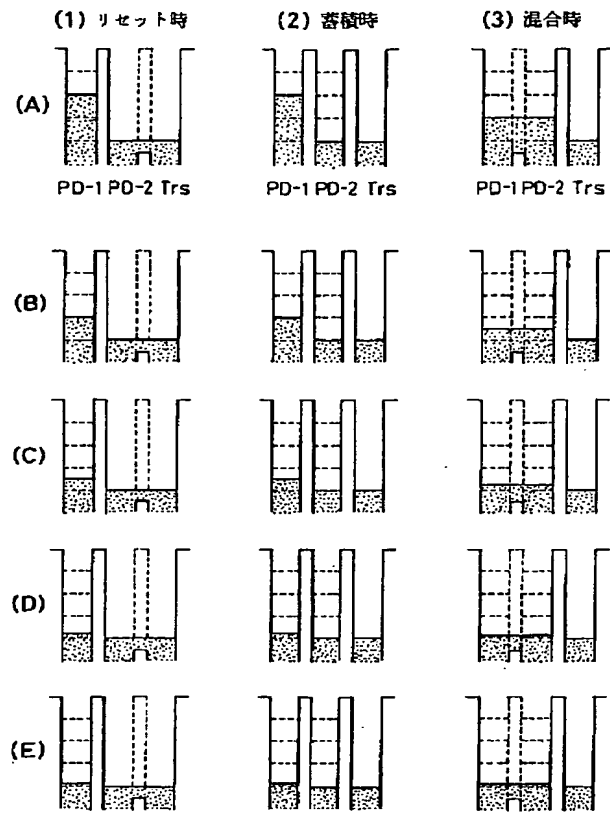 (1) リセット時 (2) 蓄積時 (3) 混合時
(A)
PD-1 PD-2 Trs PD-1 PD-2 Trs PD-1 PD-2 Trs
(B)
(C)
(D)
(E)